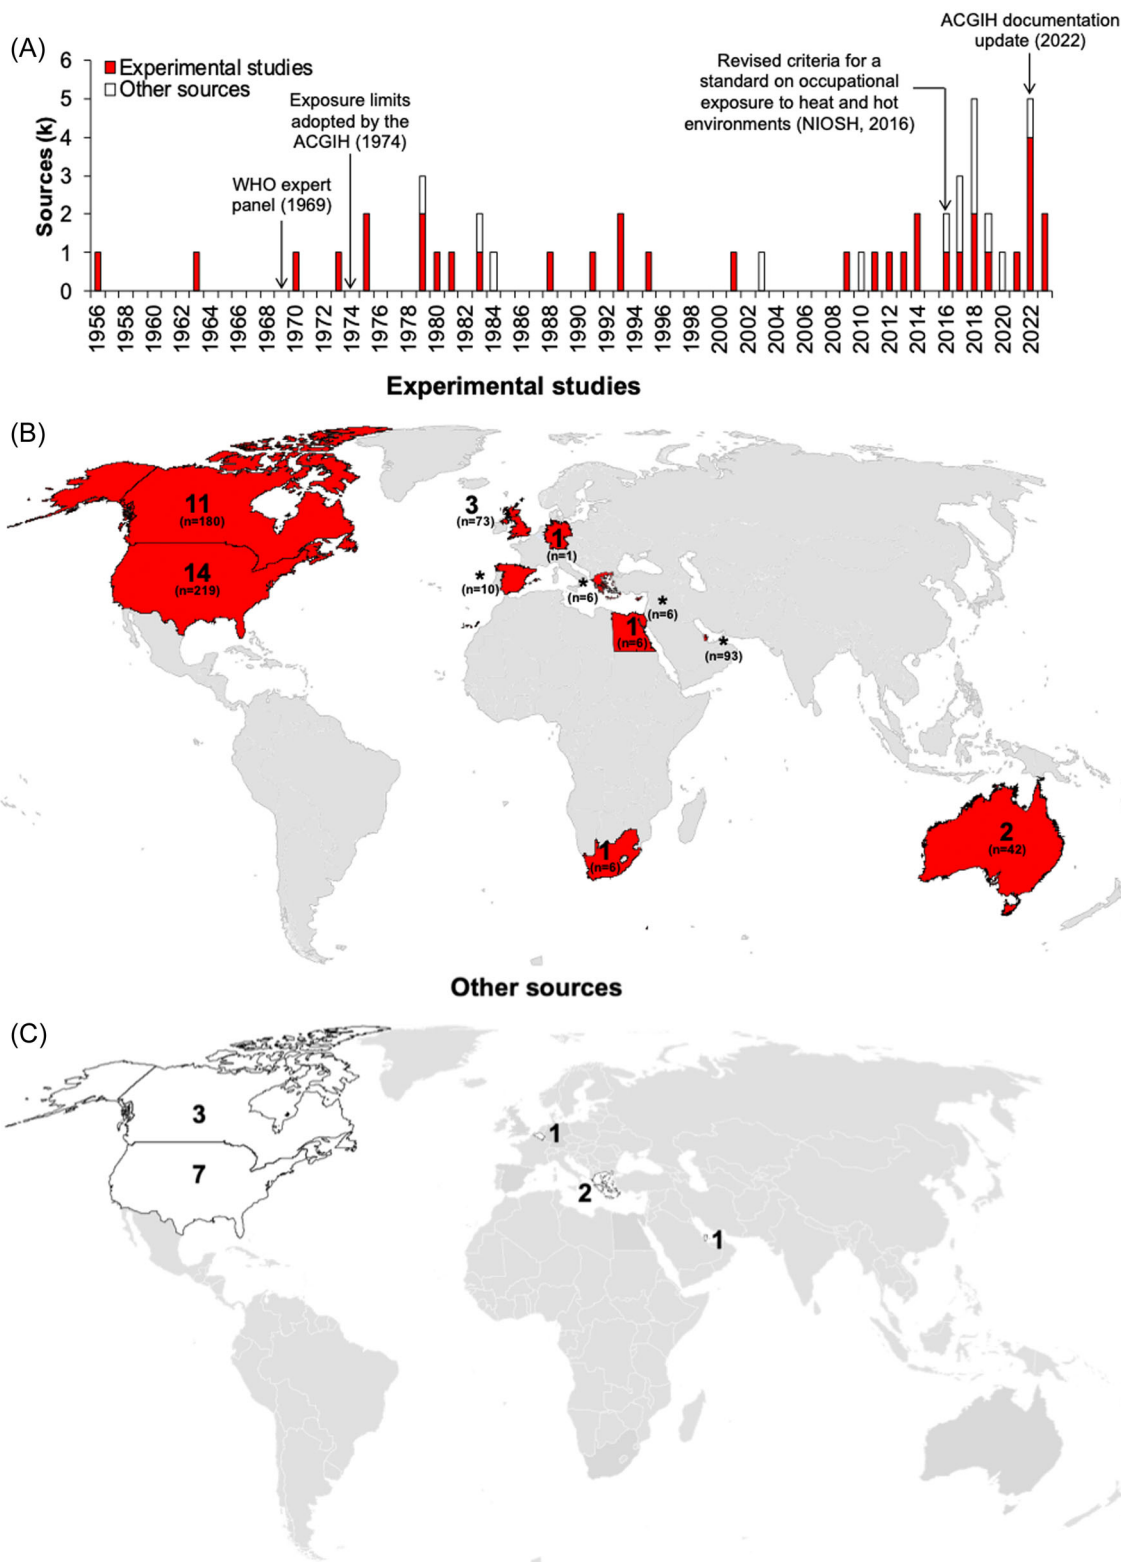 (A)
ACGIH documentation
update (2022)
Revised criteria for a
standard on occupational
exposure to heat and hot
environments (NIOSH, 2016)
Experimental studies
Other sources
Exposure limits
adopted by the
ACGIH (1974)
WHO expert
panel (1969)
Sources (k)
6
5
4
3
2
1
0
1956 1958 1960 1962 1964 1966 1968 1970 1972 1974 1976 1978 1980 1982 1984 1986 1988 1990 1992 1994 1996 1998 2000 2002 2004 2006 2008 2010 2012 2014 2016 2018 2020 2022
Experimental studies
(B)
11
(n=180)
14
(n=219)
3
(n=73)
1
(n=1)
*
(n=10)
*
(n=6)
*
(n=6)
1
(n=6)
*
(n=93)
1
(n=6)
2
(n=42)
Other sources
(C)
3
7
1
2
1